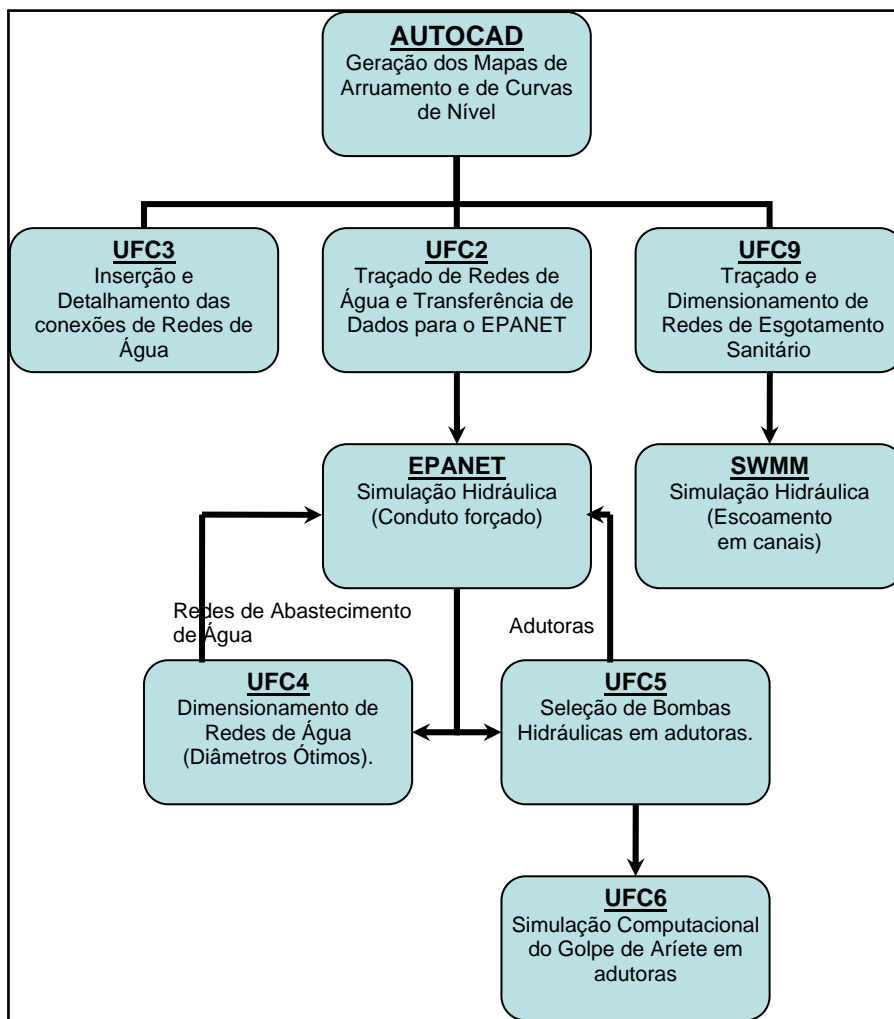 AUTOCAD
Geração dos Mapas de
Arruamento e de Curvas
de Nível
UFC3
Inserção e
Detalhamento das
conexões de Redes de
Água
UFC2
Traçado de Redes de
Água e Transferência de
Dados para o EPANET
UFC9
Traçado e
Dimensionamento de
Redes de Esgotamento
Sanitário
EPANET
Simulação Hidráulica
(Conduto forçado)
SWMM
Simulação Hidráulica
(Escoamento
em canais)
Redes de Abastecimento
de Água
Adutoras
UFC4
Dimensionamento de
Redes de Água
(Diâmetros Ótimos).
UFC5
Seleção de Bombas
Hidráulicas em adutoras.
UFC6
Simulação Computacional
do Golpe de Aríete em
adutoras